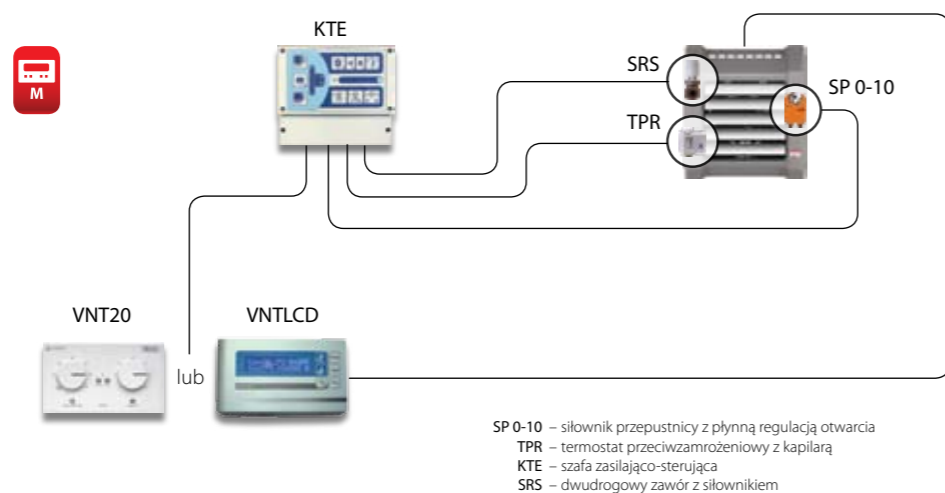 KTE
M
SRS
SP 0-10
TPR
VNT20
VNTLCD
lub
SP 0-10 – siłownik przepustnicy z płynną regulacją otwarcia
TPR – termostat przeciwzamrożeniowy z kapilarą
KTE – szafa zasilająco-sterująca
SRS – dwudrogowy zawór z siłownikiem